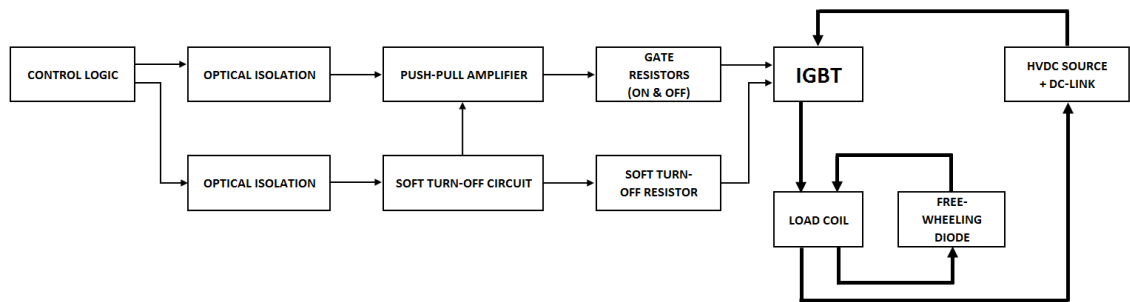 CONTROL LOGIC
OPTICAL ISOLATION
PUSH-PULL AMPLIFIER
GATE
RESISTORS
(ON & OFF)
IGBT
HVDC SOURCE
+ DC-LINK
OPTICAL ISOLATION
SOFT TURN-OFF CIRCUIT
SOFT TURN-
OFF RESISTOR
LOAD COIL
FREE-
WHEELING
DIODE